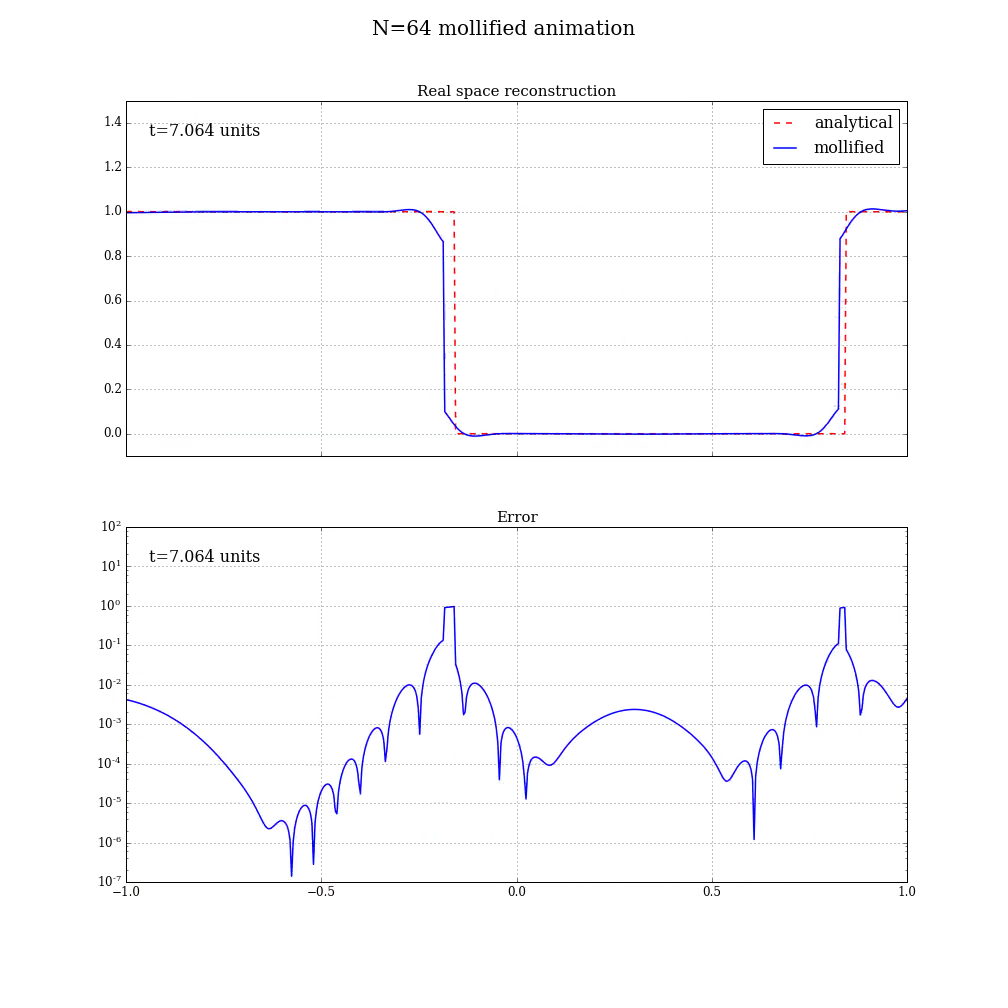 N=64 mollified animation
Real space reconstruction
t=7.064 units
analytical
mollified
1.4
1.2
1.0
0.8
0.6
0.4
0.2
0.0
Error
t=7.064 units
10²
10¹
10⁰
10⁻¹
10⁻²
10⁻³
10⁻⁴
10⁻⁵
10⁻⁶
10⁻⁷
−1.0 −0.5 0.0 0.5 1.0